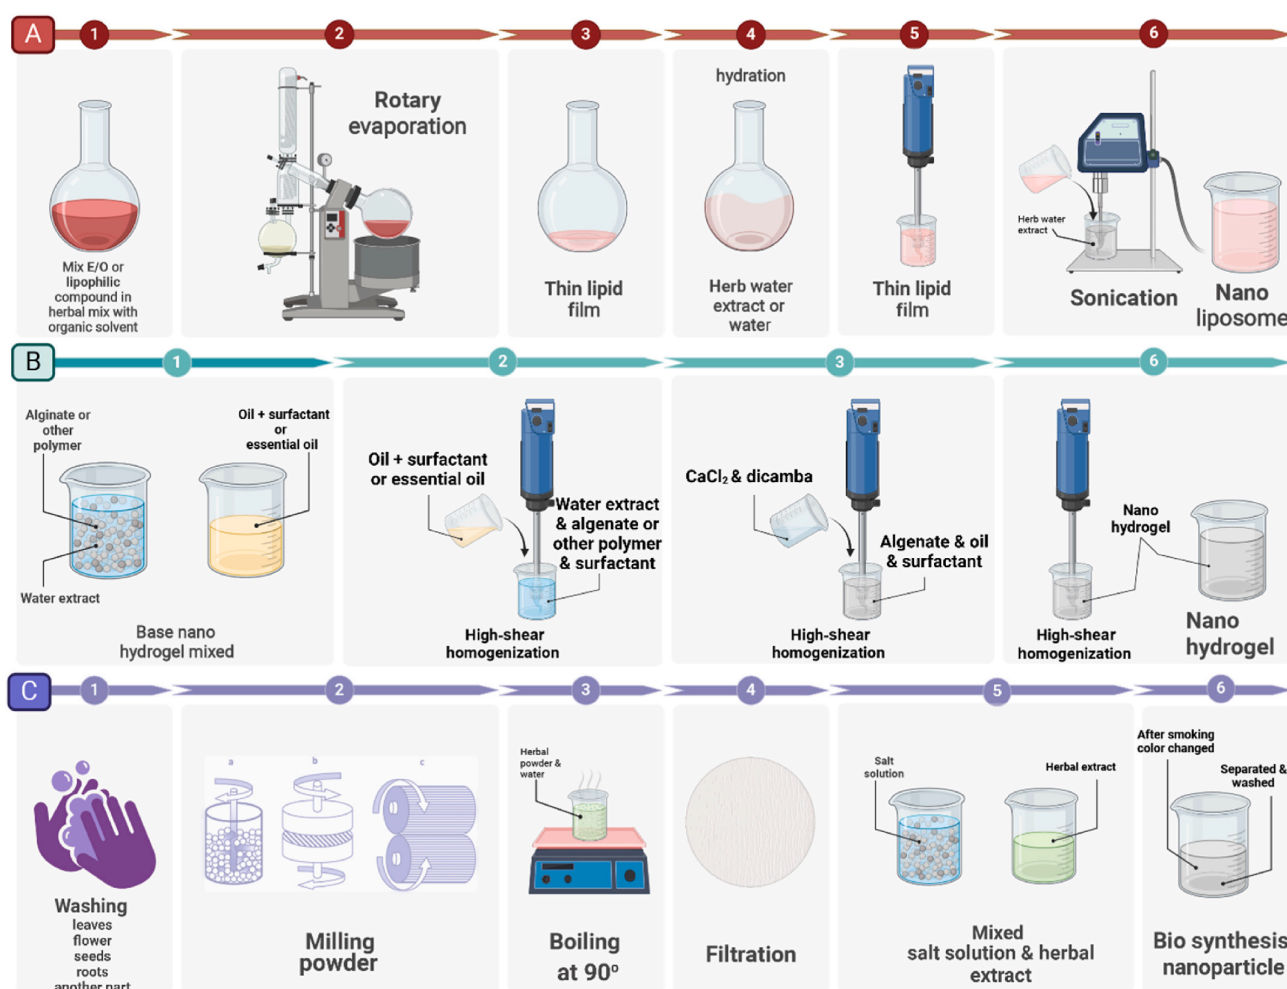 A
1
2
3
4
5
6
Mix E/O or
lipophilic
compound in
herbal mix with
organic solvent
Rotary
evaporation
Thin lipid
film
hydration
Herb water
extract or
water
Thin lipid
film
Herb water
extract
Sonication
Nano
liposome
B
1
2
3
6
Alginate or
other
polymer
Oil + surfactant
or
essential oil
Water extract
Base nano
hydrogel mixed
Oil + surfactant
or essential oil
Water extract
& algenate or
other polymer
& surfactant
High-shear
homogenization
CaCl₂ & dicamba
Algenate & oil
& surfactant
High-shear
homogenization
Nano
hydrogel
High-shear
homogenization
Nano
hydrogel
C
1
2
3
4
5
6
Washing
leaves
flower
seeds
roots
another part
a
b
c
Milling
powder
Herbal
powder &
water
Boiling
at 90º
Filtration
Salt
solution
Herbal extract
Mixed
salt solution & herbal
extract
After smoking
color changed
Separated &
washed
Bio synthesis
nanoparticle